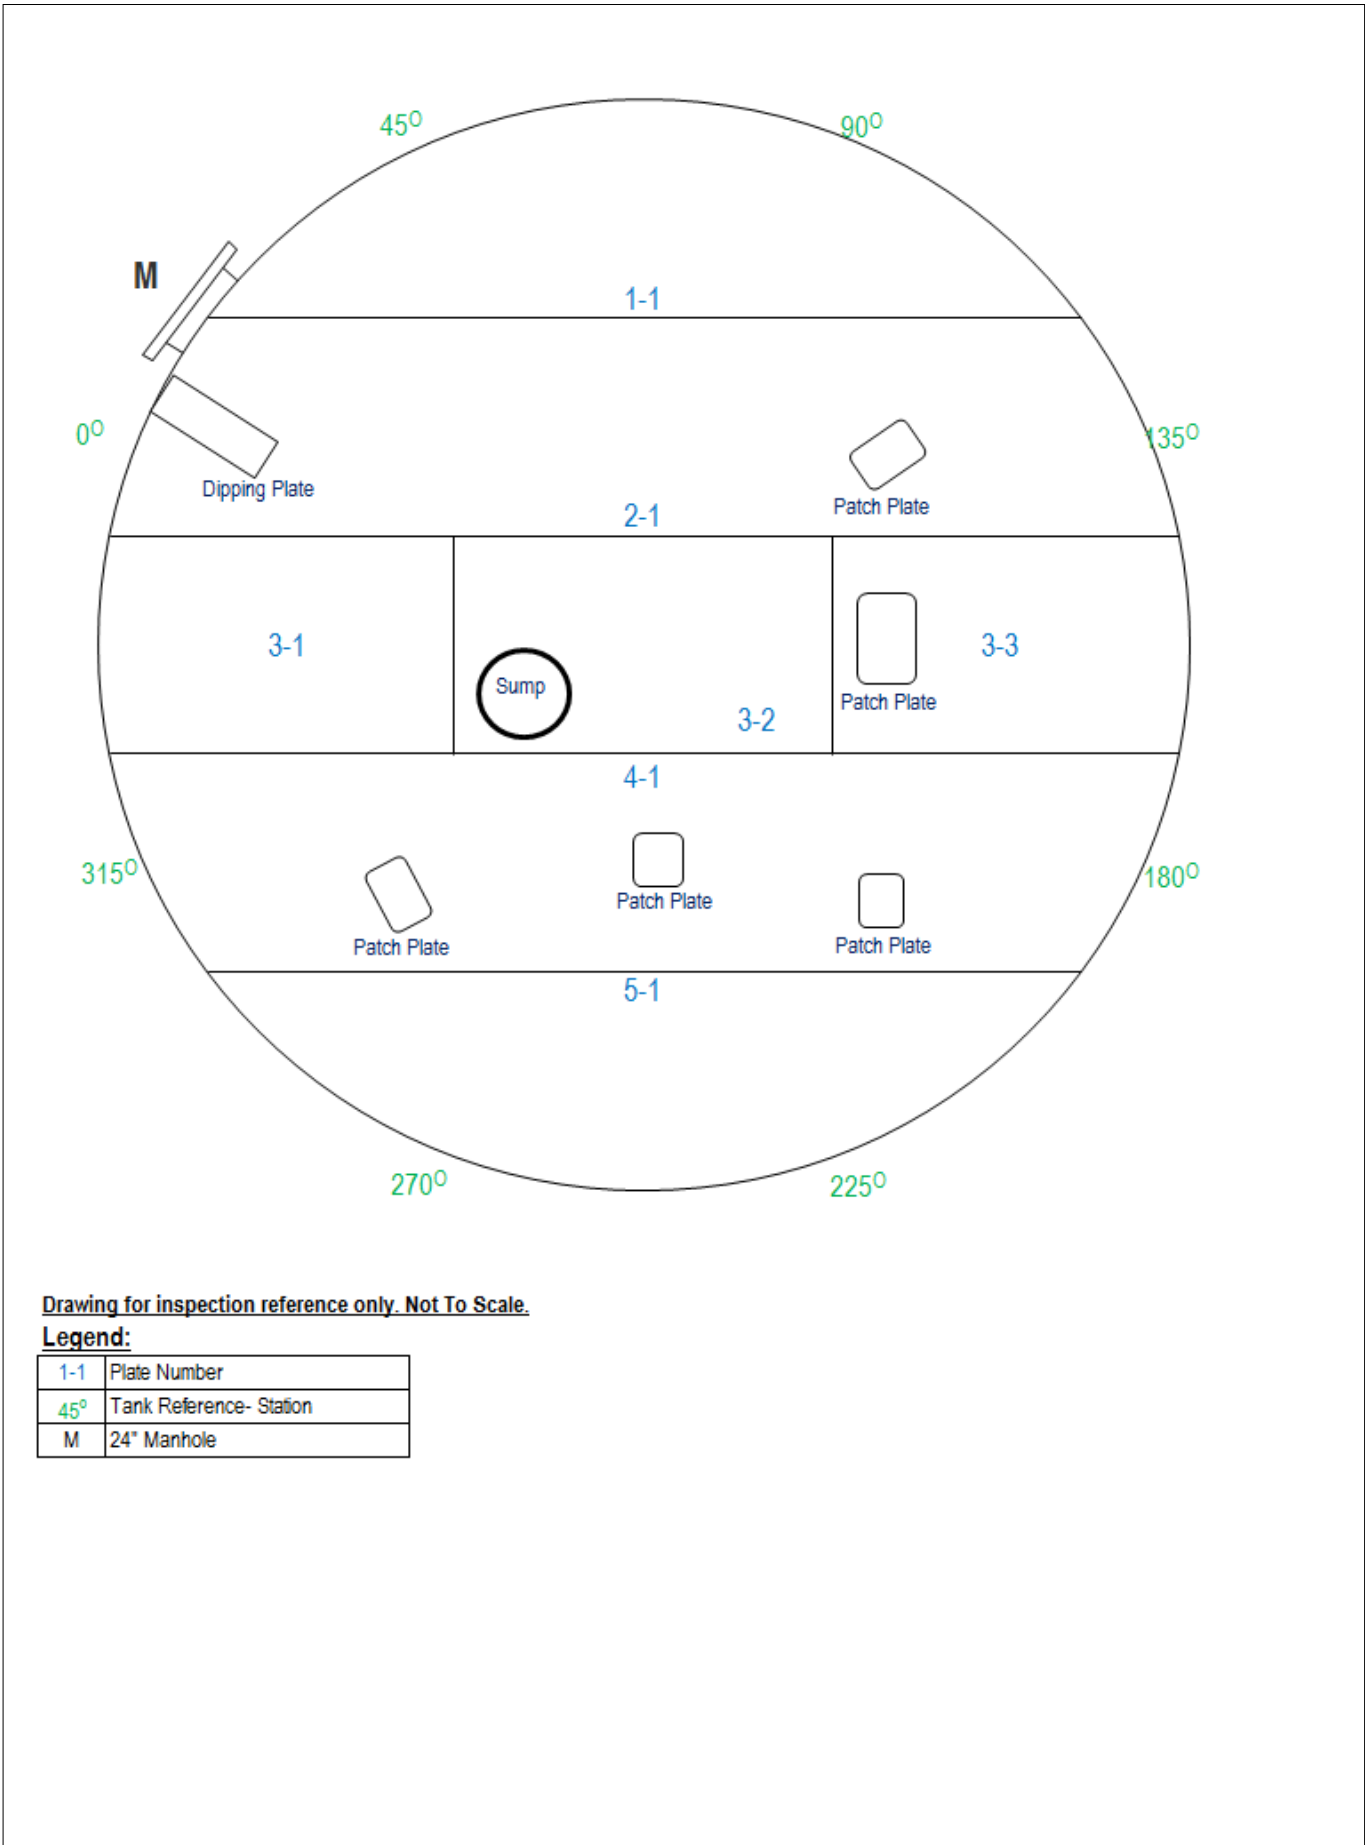 45⁰
90⁰
M
1-1
0⁰
135⁰
Dipping Plate
Patch Plate
2-1
3-1
3-3
Sump
Patch Plate
3-2
4-1
315⁰
180⁰
Patch Plate
Patch Plate
Patch Plate
5-1
270⁰
225⁰
Drawing for inspection reference only. Not To Scale.
Legend:
1-1 Plate Number
45⁰ Tank Reference- Station
M 24" Manhole